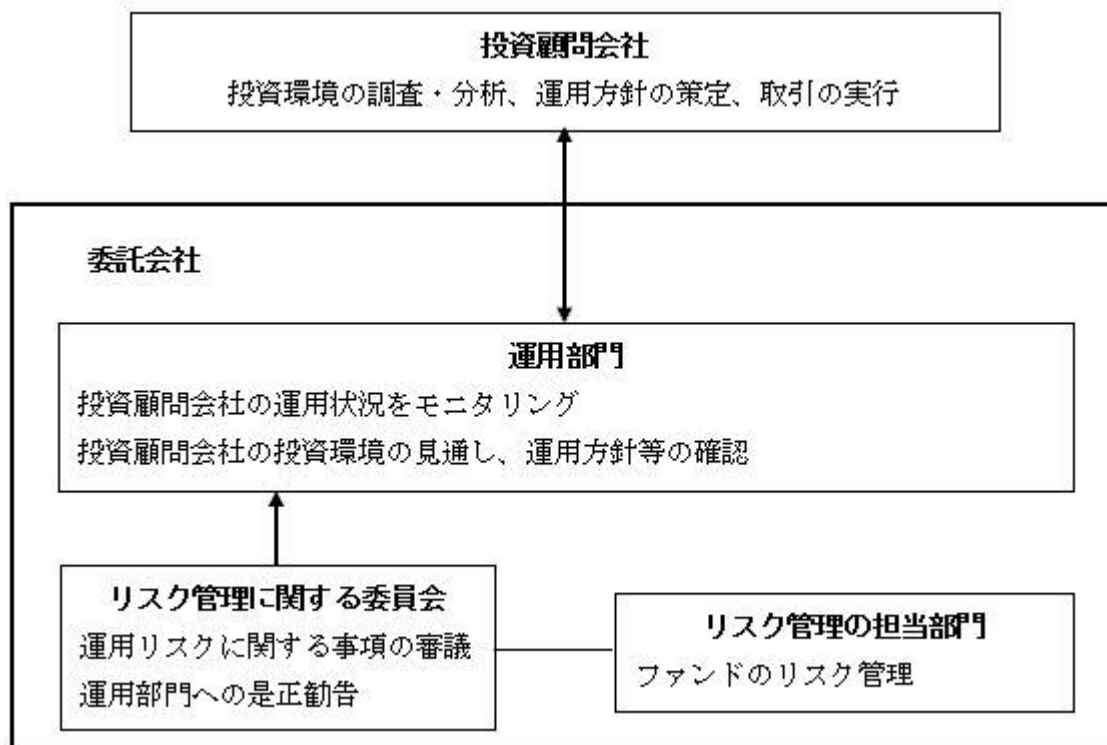 投資顧問会社
投資環境の調査・分析、運用方針の策定、取引の実行
委託会社
運用部門
投資顧問会社の運用状況をモニタリング
投資顧問会社の投資環境の見通し、運用方針等の確認
リスク管理に関する委員会
運用リスクに関する事項の審議
運用部門への是正勧告
リスク管理の担当部門
ファンドのリスク管理